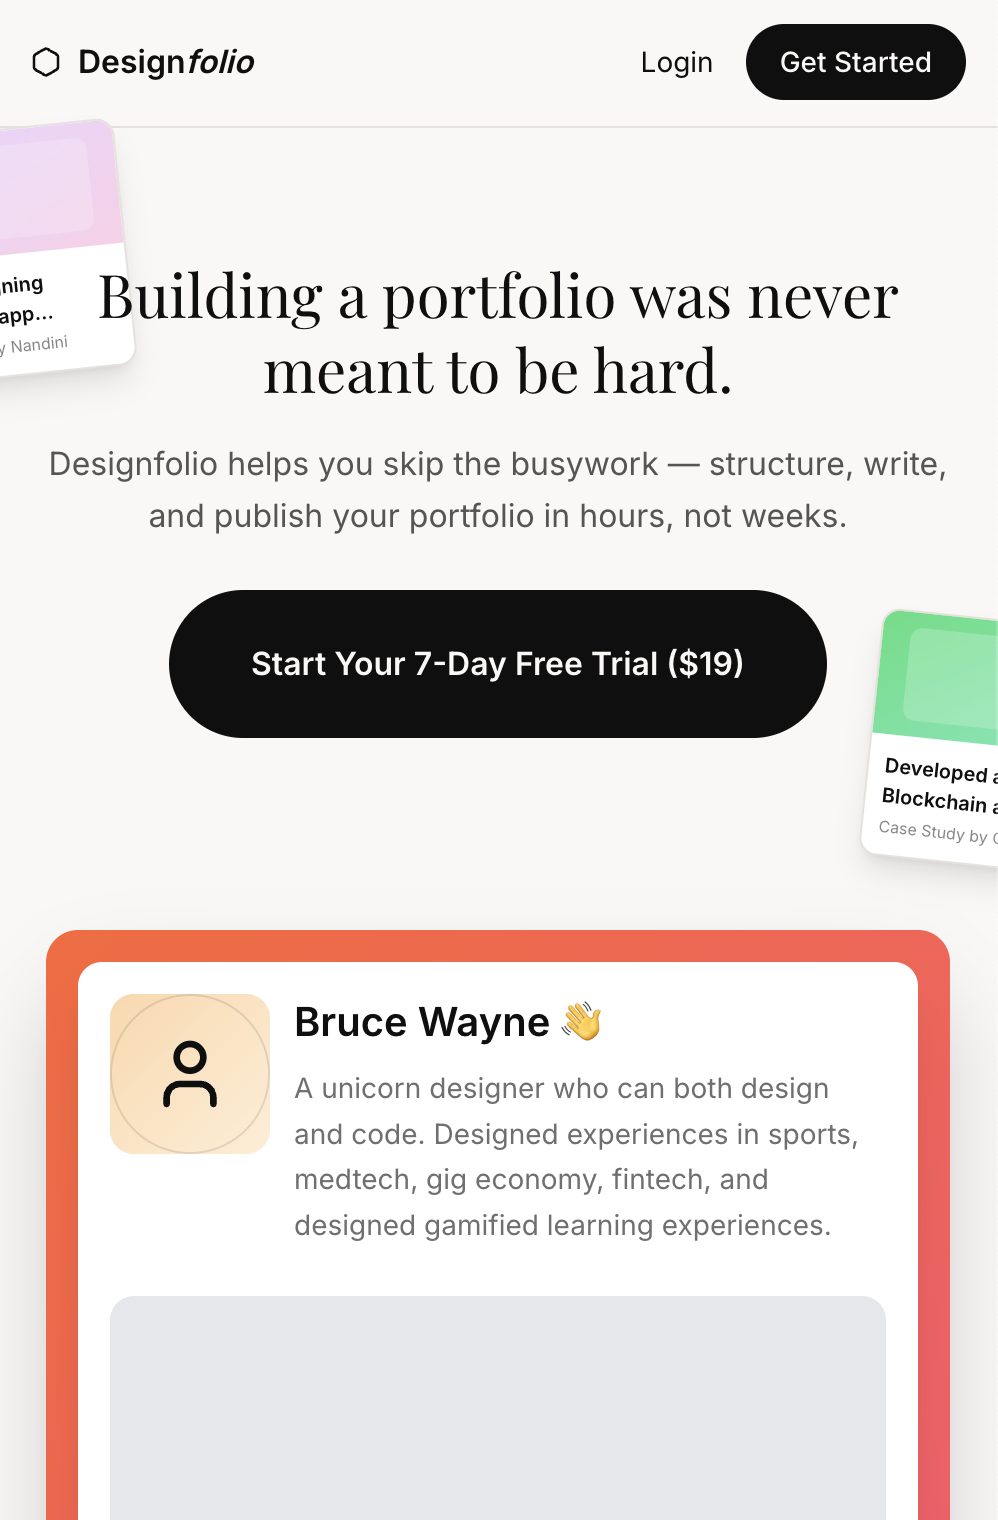 Designfolio
Login
Get Started
app...
Nandini
Building a portfolio was never
meant to be hard.
Designfolio helps you skip the busywork — structure, write,
and publish your portfolio in hours, not weeks.
Start Your 7-Day Free Trial ($19)
Developed
Blockchain
Case Study by
Bruce Wayne 👋
A unicorn designer who can both design
and code. Designed experiences in sports,
medtech, gig economy, fintech, and
designed gamified learning experiences.